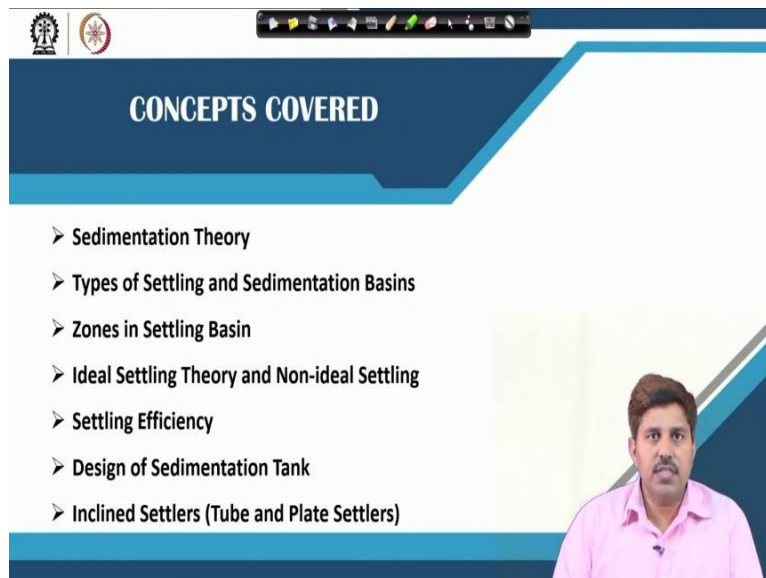 CONCEPTS COVERED
➢ Sedimentation Theory
➢ Types of Settling and Sedimentation Basins
➢ Zones in Settling Basin
➢ Ideal Settling Theory and Non-ideal Settling
➢ Settling Efficiency
➢ Design of Sedimentation Tank
➢ Inclined Settlers (Tube and Plate Settlers)